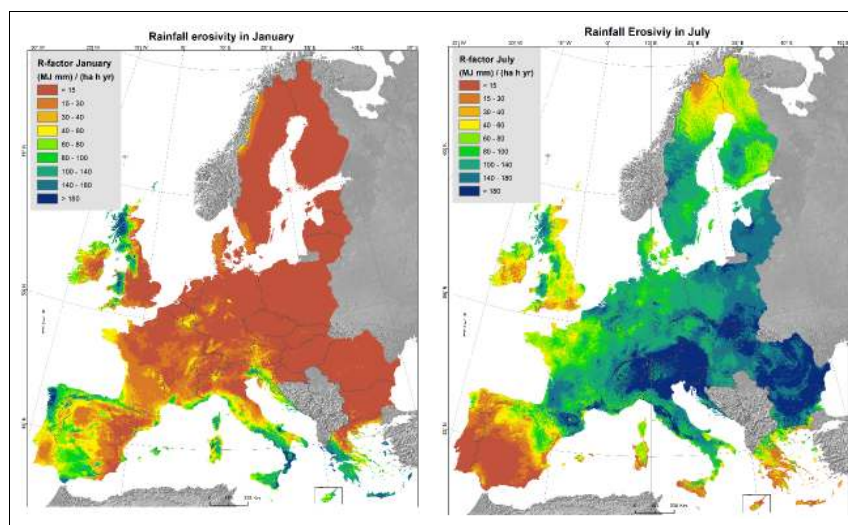 Rainfall erosivity in January
R-factor January
(MJ mm) / (ha h yr)
< 15
15 - 30
30 - 40
40 - 60
60 - 80
80 - 100
100 - 140
140 - 180
> 180
Rainfall Erosiviy in July
R-factor July
(MJ mm) / (ha h yr)
< 15
15 - 30
30 - 40
40 - 60
60 - 80
80 - 100
100 - 140
140 - 180
> 180